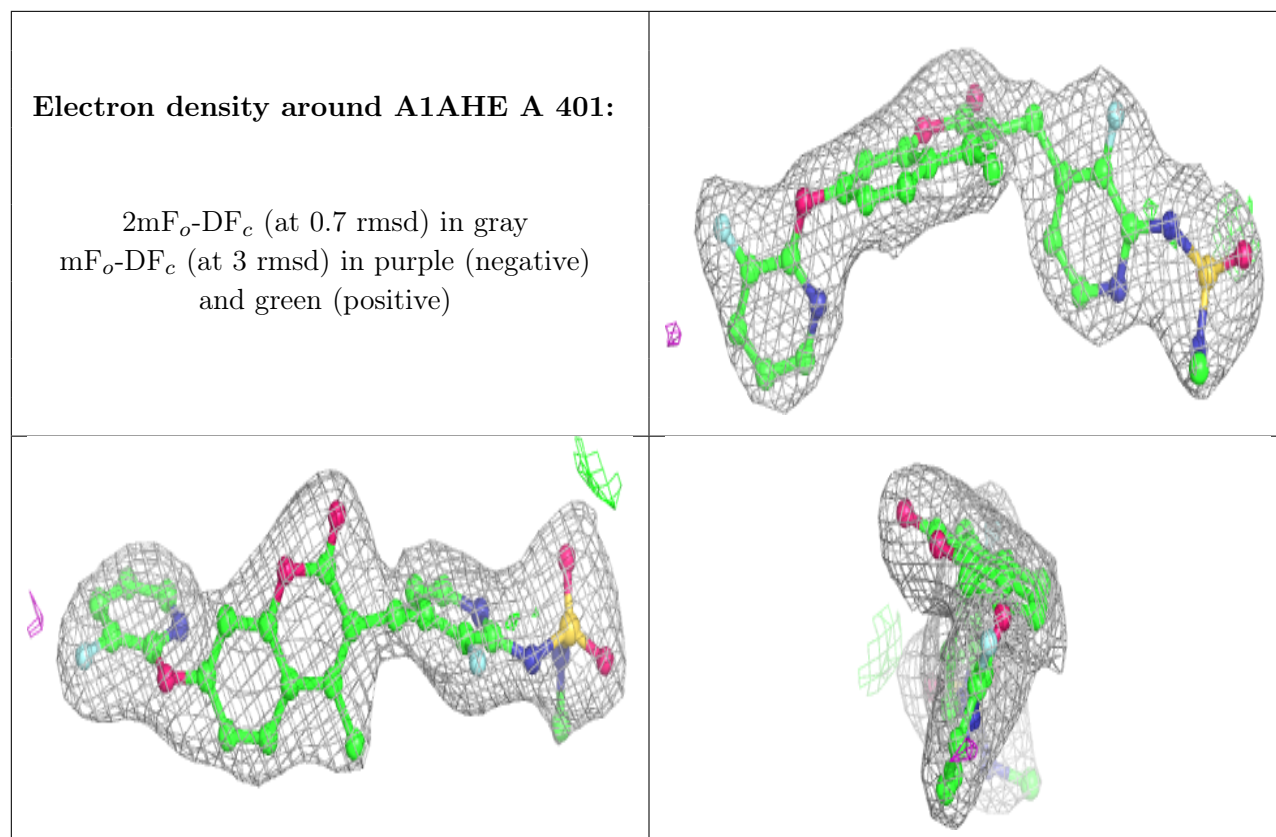 Electron density around A1AHE A 401:
2mFo-DFc (at 0.7 rmsd) in gray
mFo-DFc (at 3 rmsd) in purple (negative)
and green (positive)